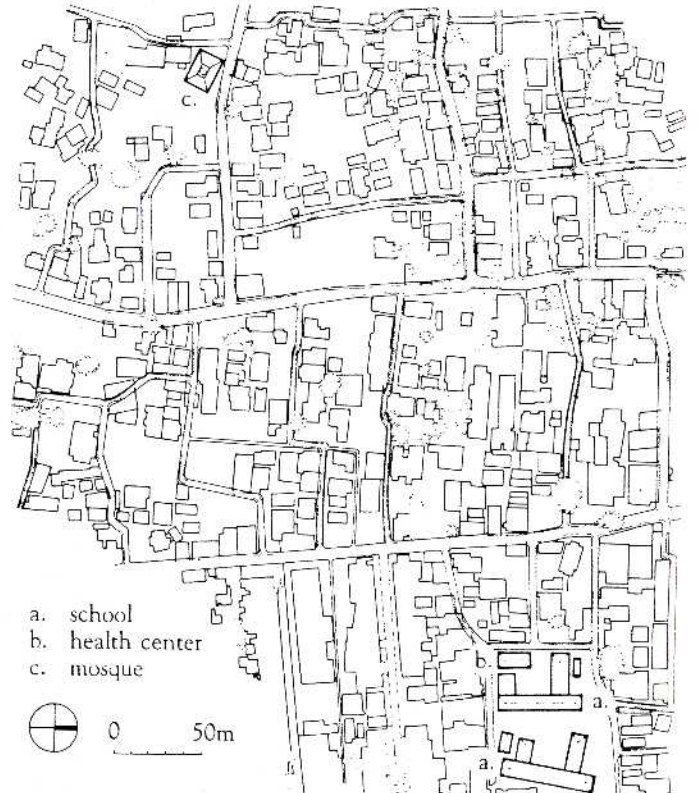 c.
a. school
b. health center
c. mosque
0 50m
b.
a.
a.